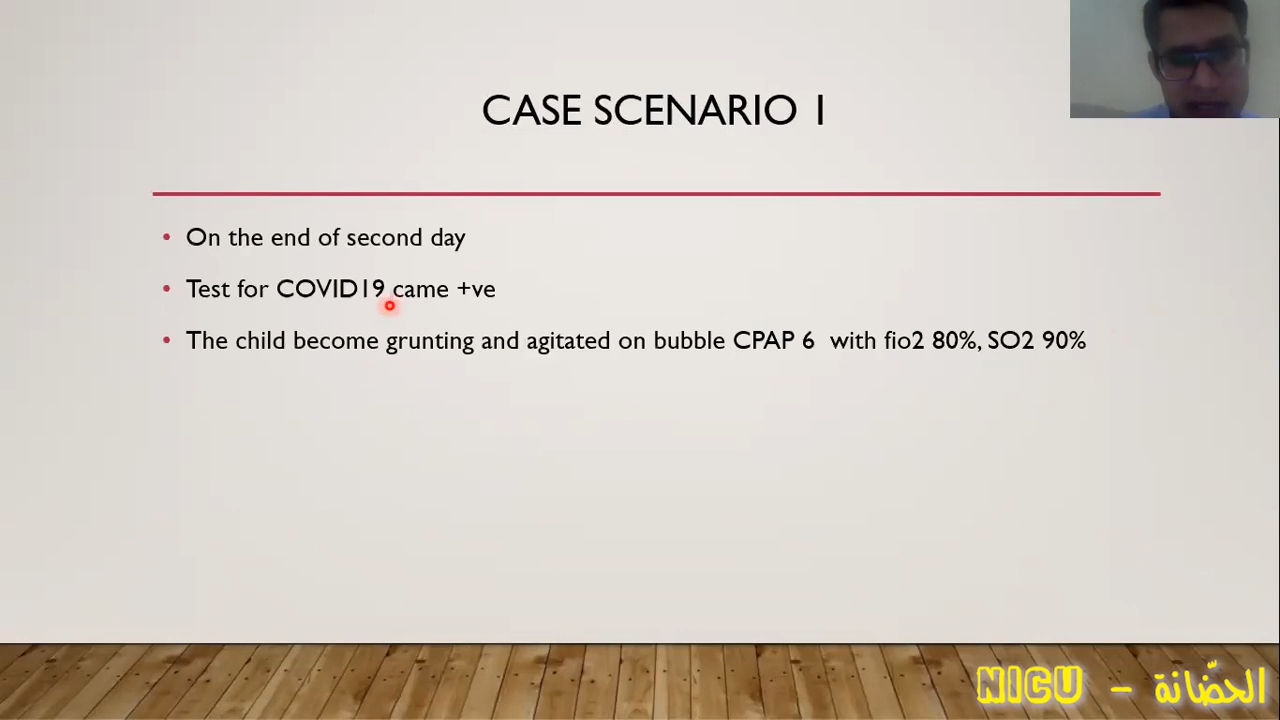 CASE SCENARIO 1
On the end of second day
Test for COVID19 came +ve
The child become grunting and agitated on bubble CPAP 6 with fio2 80%, SO2 90%
NICU - الحضّانة